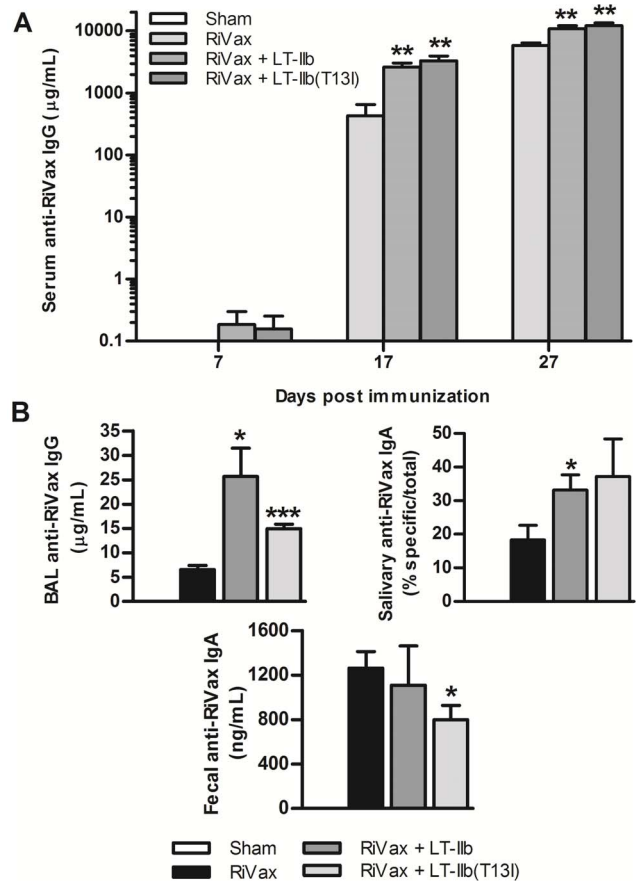 A
Sham
RiVax
RiVax + LT-IIb
RiVax + LT-IIb(T13I)
** ** ** **
Serum anti-RiVax IgG (µg/mL)
10000
1000
100
10
1
0.1
7 17 27
Days post immunization
B
BAL anti-RiVax IgG
(µg/mL)
35
30
25
20
15
10
5
0
*
***
Salivary anti-RiVax IgA
(% specific/total)
50
40
30
20
10
0
*
Fecal anti-RiVax IgA
(ng/mL)
1600
1200
800
400
0
*
Sham RiVax + LT-IIb
RiVax RiVax + LT-IIb(T13I)